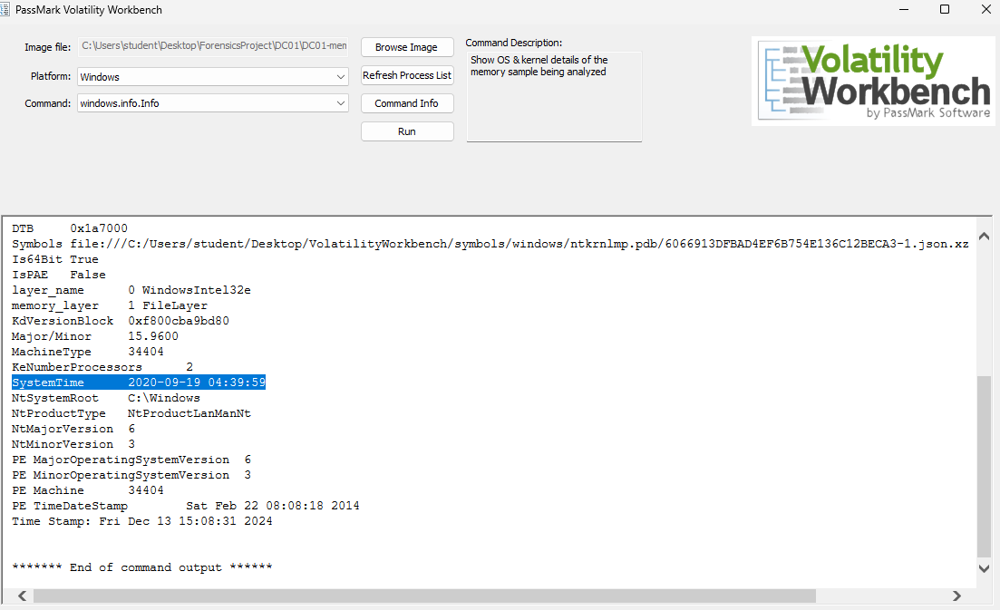 PassMark Volatility Workbench
Image file: C:\Users\student\Desktop\ForensicsProject\DC01\DC01-men Browse Image
Platform: Windows Refresh Process List
Command: windows.info.Info Command Info
Run
Command Description:
Show OS & kernel details of the
memory sample being analyzed
Volatility
Workbench
by PassMark Software
DTB 0x1a7000
Symbols file:///C:/Users/student/Desktop/VolatilityWorkbench/symbols/windows/ntkrnlmp.pdb/6066913DFBAD4EF6B754E136C12BECA3-1.json.xz
Is64Bit True
IsPAE False
layer_name 0 WindowsIntel32e
memory_layer 1 FileLayer
KdVersionBlock 0xf800cba9bd80
Major/Minor 15.9600
MachineType 34404
KeNumberProcessors 2
SystemTime 2020-09-19 04:39:59
NtSystemRoot C:\Windows
NtProductType NtProductLanManNt
NtMajorVersion 6
NtMinorVersion 3
PE MajorOperatingSystemVersion 6
PE MinorOperatingSystemVersion 3
PE Machine 34404
PE TimeDateStamp Sat Feb 22 08:08:18 2014
Time Stamp: Fri Dec 13 15:08:31 2024
******* End of command output ******